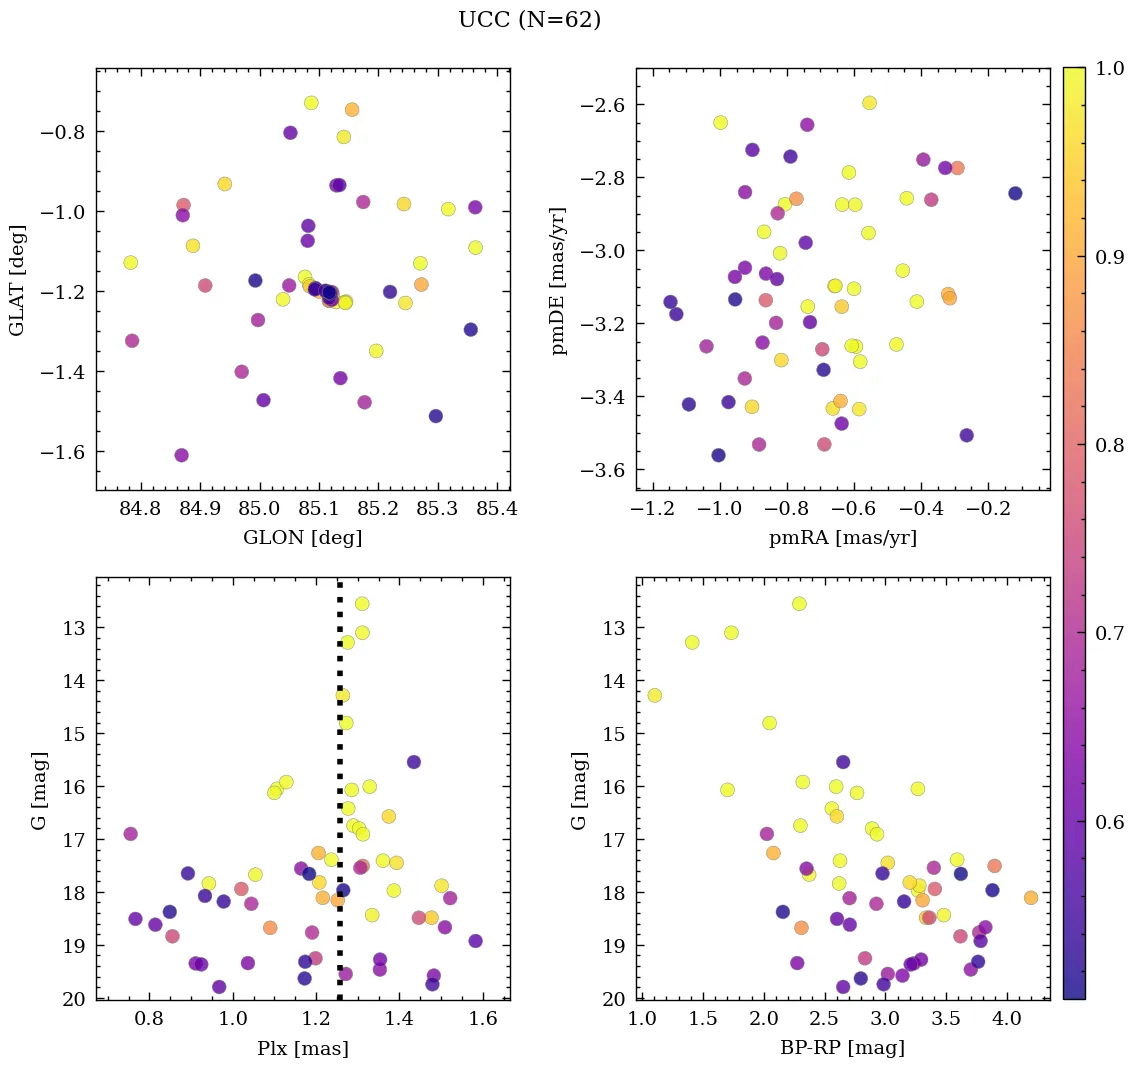 UCC (N=62)
−0.8
−1.0
−1.2
−1.4
−1.6
GLAT [deg]
84.8 84.9 85.0 85.1 85.2 85.3 85.4
GLON [deg]
−2.6
−2.8
−3.0
−3.2
−3.4
−3.6
pmDE [mas/yr]
−1.2 −1.0 −0.8 −0.6 −0.4 −0.2
pmRA [mas/yr]
13
14
15
16
17
18
19
20
G [mag]
0.8 1.0 1.2 1.4 1.6
Plx [mas]
13
14
15
16
17
18
19
20
G [mag]
1.0 1.5 2.0 2.5 3.0 3.5 4.0
BP-RP [mag]
1.0
0.9
0.8
0.7
0.6